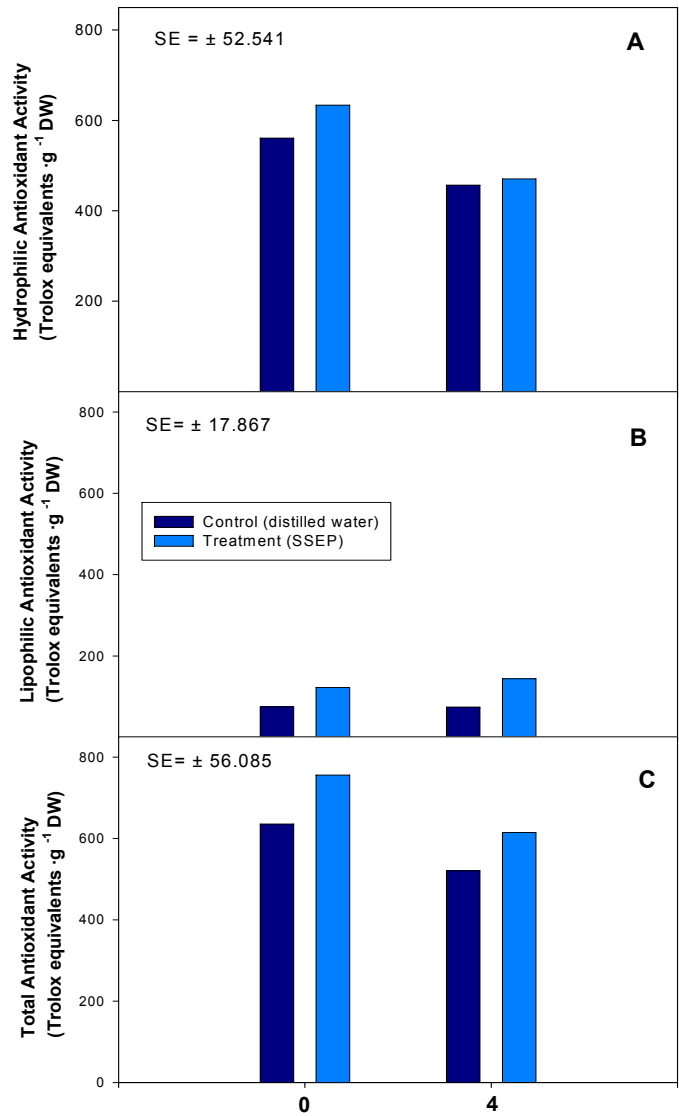 SE = ± 52.541
A
800
600
400
200
Hydrophilic Antioxidant Activity
(Trolox equivalents ·g -1 DW)
SE= ± 17.867
B
800
600
400
200
Lipophilic Antioxidant Activity
(Trolox equivalents ·g -1 DW)
Control (distilled water)
Treatment (SSEP)
SE= ± 56.085
C
800
600
400
200
0
Total Antioxidant Activity
(Trolox equivalents ·g -1 DW)
0 4